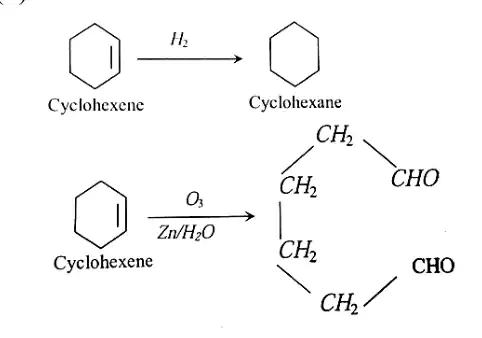 H₂
Cyclohexene
Cyclohexane
CH₂
CH₂
CHO
O₃
Zn/H₂O
Cyclohexene
CH₂
CHO
CH₂